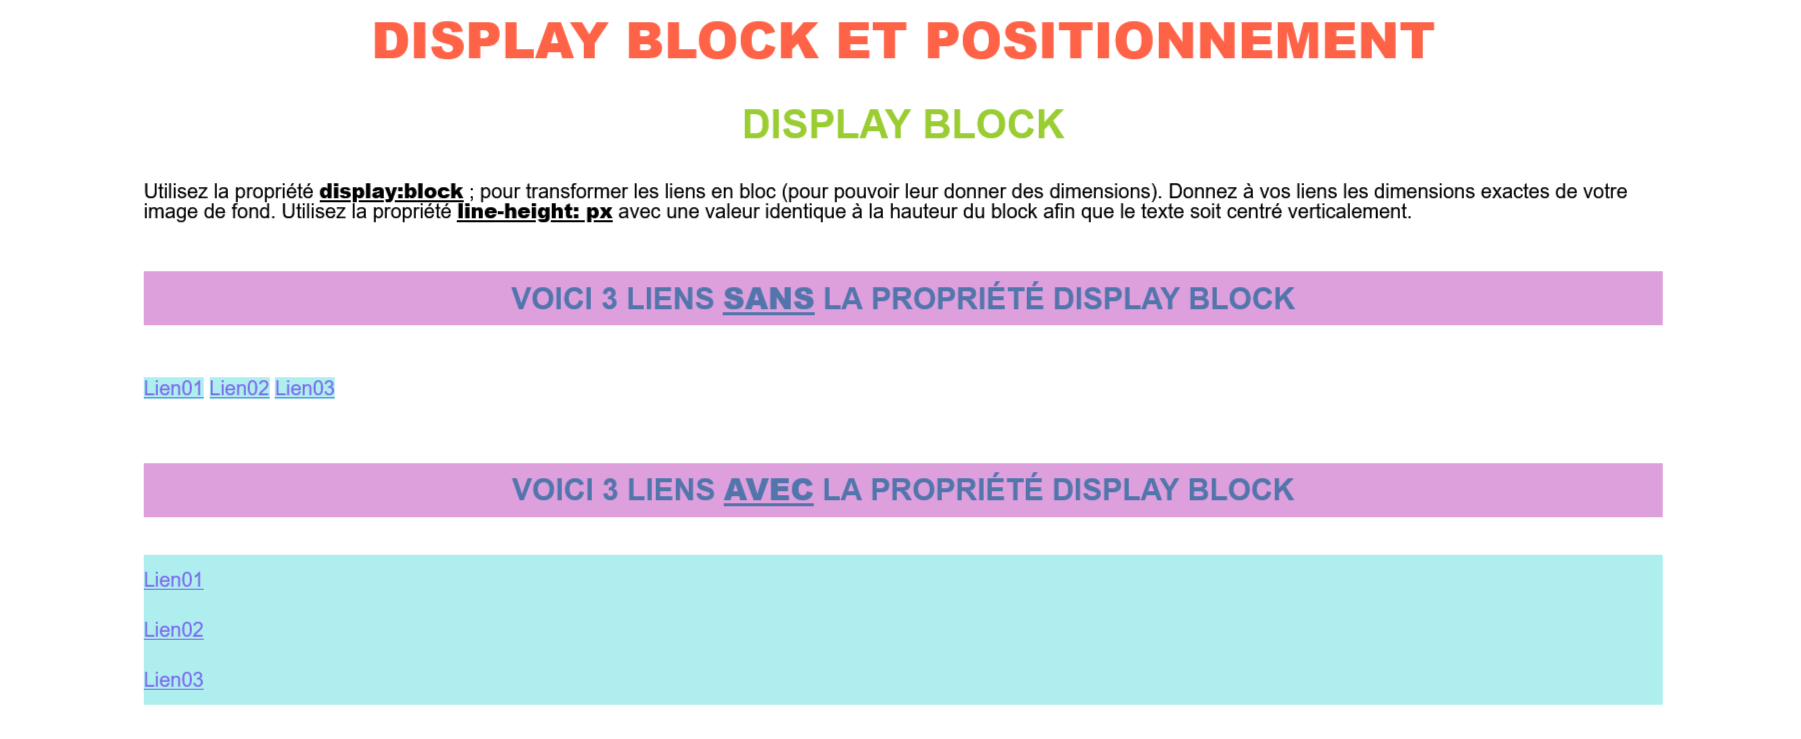 DISPLAY BLOCK ET POSITIONNEMENT
DISPLAY BLOCK
Utilisez la propriété display:block ; pour transformer les liens en bloc (pour pouvoir leur donner des dimensions). Donnez à vos liens les dimensions exactes de votre
image de fond. Utilisez la propriété line-height: px avec une valeur identique à la hauteur du block afin que le texte soit centré verticalement.
VOICI 3 LIENS SANS LA PROPRIÉTÉ DISPLAY BLOCK
Lien01 Lien02 Lien03
VOICI 3 LIENS AVEC LA PROPRIÉTÉ DISPLAY BLOCK
Lien01
Lien02
Lien03